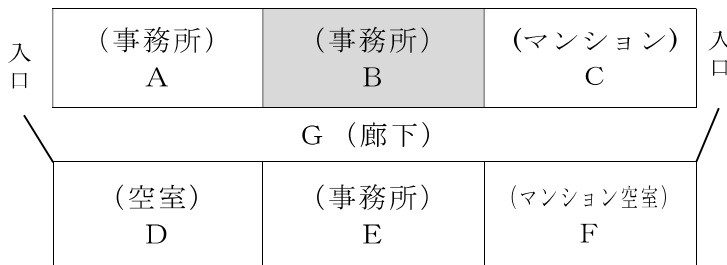 入口
(事務所) (事務所) (マンション)
A B C
入口
G (廊下)
(空室) (事務所) (マンション空室)
D E F